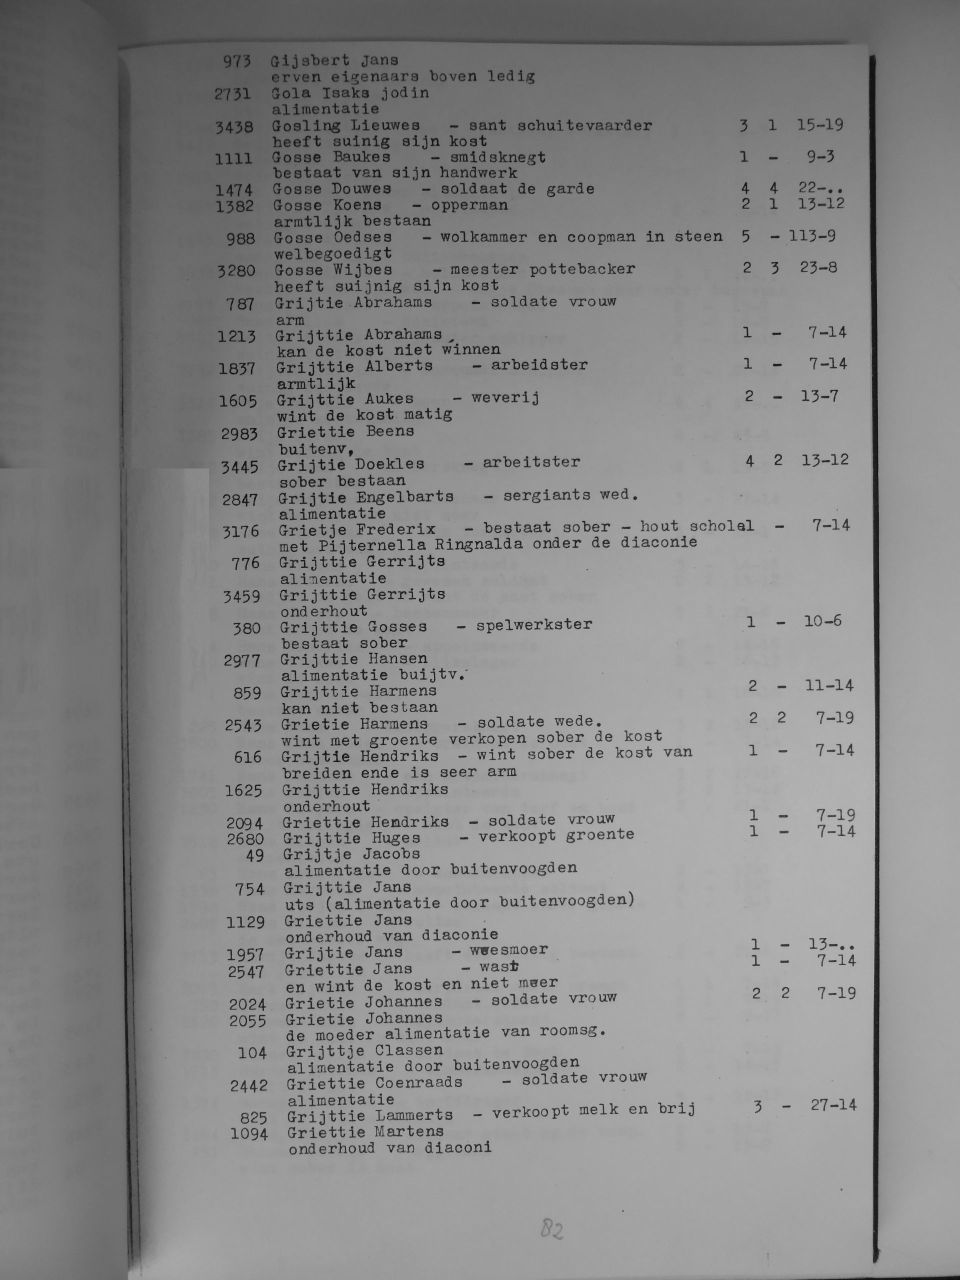 973 Gijsbert Jans
erven eigenaars boven ledig
2731 Gola Isaks jodin
alimentatie
3438 Gosling Lieuwes - sant schuitevaarder 3 1 15-19
heeft suinig sijn kost
1111 Gosse Baukes - smidsknegt 1 - 9-3
bestaat van sijn handwerk
1474 Gosse Douwes - soldaat de garde 4 4 22-..
1382 Gosse Koens - opperman 2 1 13-12
armtlijk bestaan
988 Gosse Oedses - wolkammer en coopman in steen 5 - 113-9
welbegoedigt
3280 Gosse Wijbes - meester pottebacker 2 3 23-8
heeft suijnig sijn kost
787 Grijtie Abrahams - soldate vrouw
arm
1213 Grijttie Abrahams 1 - 7-14
kan de kost niet winnen
1837 Grijttie Alberts - arbeidster 1 - 7-14
armtlijk
1605 Grijttie Aukes - weverij 2 - 13-7
wint de kost matig
2983 Griettie Beens
buitenv,
3445 Grijtie Doekles - arbeitster 4 2 13-12
sober bestaan
2847 Grijtie Engelbarts - sergiants wed.
alimentatie
3176 Grietje Frederix - bestaat sober - hout schole 1 - 7-14
met Pijternella Ringnalda onder de diaconie
776 Grijttie Gerrijts
alimentatie
3459 Grijttie Gerrijts
onderhout
380 Grijttie Gosses - spelwerkster 1 - 10-6
bestaat sober
2977 Grijttie Hansen
alimentatie buijtv.
859 Grijttie Harmens 2 - 11-14
kan niet bestaan
2543 Grietie Harmens - soldate wede. 2 2 7-19
wint met groente verkopen sober de kost
616 Grijtie Hendriks - wint sober de kost van 1 - 7-14
breiden ende is seer arm
1625 Grijttie Hendriks
onderhout
2094 Griettie Hendriks - soldate vrouw 1 - 7-19
2680 Grijttie Huges - verkoopt groente 1 - 7-14
49 Grijtje Jacobs
alimentatie door buitenvoogden
754 Grijttie Jans
uts (alimentatie door buitenvoogden)
1129 Griettie Jans
onderhoud van diaconie
1957 Grijtie Jans - weesmoer 1 - 13-..
2547 Griettie Jans - wast 1 - 7-14
en wint de kost en niet meer
2024 Grietie Johannes - soldate vrouw 2 2 7-19
2055 Grietie Johannes
de moeder alimentatie van roomsg.
104 Grijttje Classen
alimentatie door buitenvoogden
2442 Griettie Coenraads - soldate vrouw
alimentatie
825 Grijttie Lammerts - verkoopt melk en brij 3 - 27-14
1094 Griettie Martens
onderhoud van diaconi
82